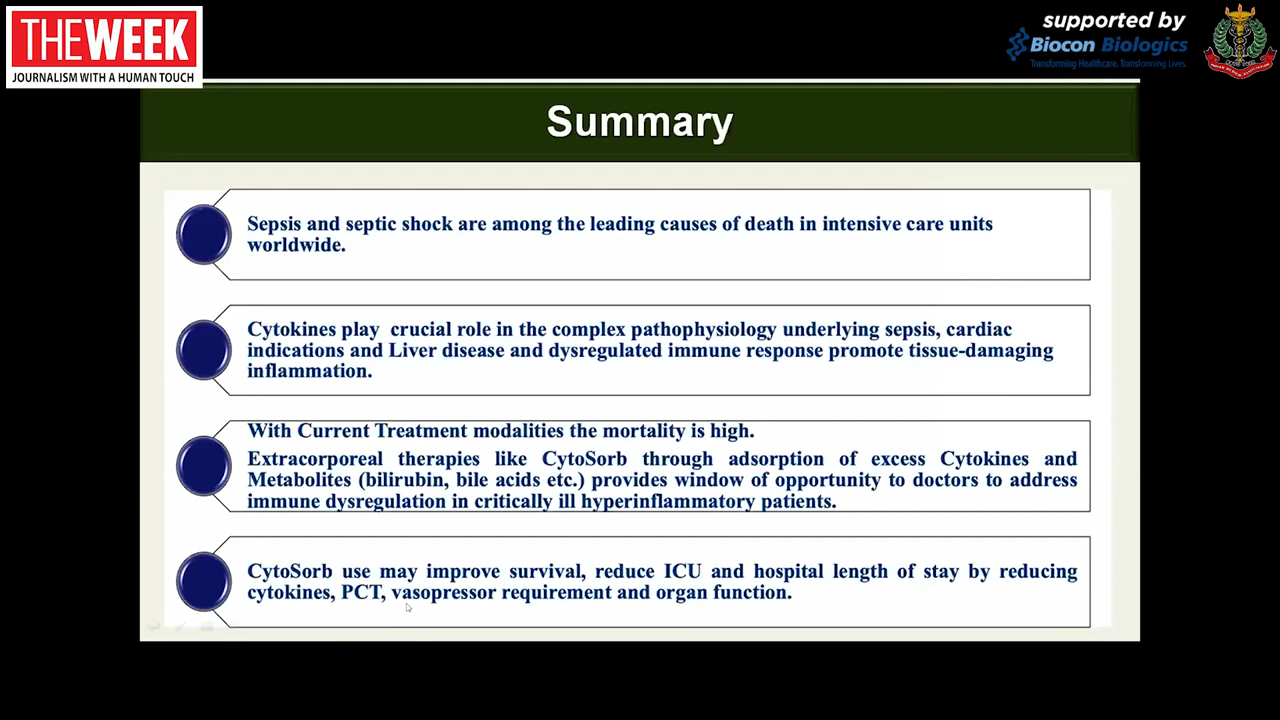 THE WEEK
JOURNALISM WITH A HUMAN TOUCH
supported by
Biocon Biologics
Transforming Healthcare. Transforming Lives.
Summary
Sepsis and septic shock are among the leading causes of death in intensive care units
worldwide.
Cytokines play crucial role in the complex pathophysiology underlying sepsis, cardiac
indications and Liver disease and dysregulated immune response promote tissue-damaging
inflammation.
With Current Treatment modalities the mortality is high.
Extracorporeal therapies like CytoSorb through adsorption of excess Cytokines and
Metabolites (bilirubin, bile acids etc.) provides window of opportunity to doctors to address
immune dysregulation in critically ill hyperinflammatory patients.
CytoSorb use may improve survival, reduce ICU and hospital length of stay by reducing
cytokines, PCT, vasopressor requirement and organ function.